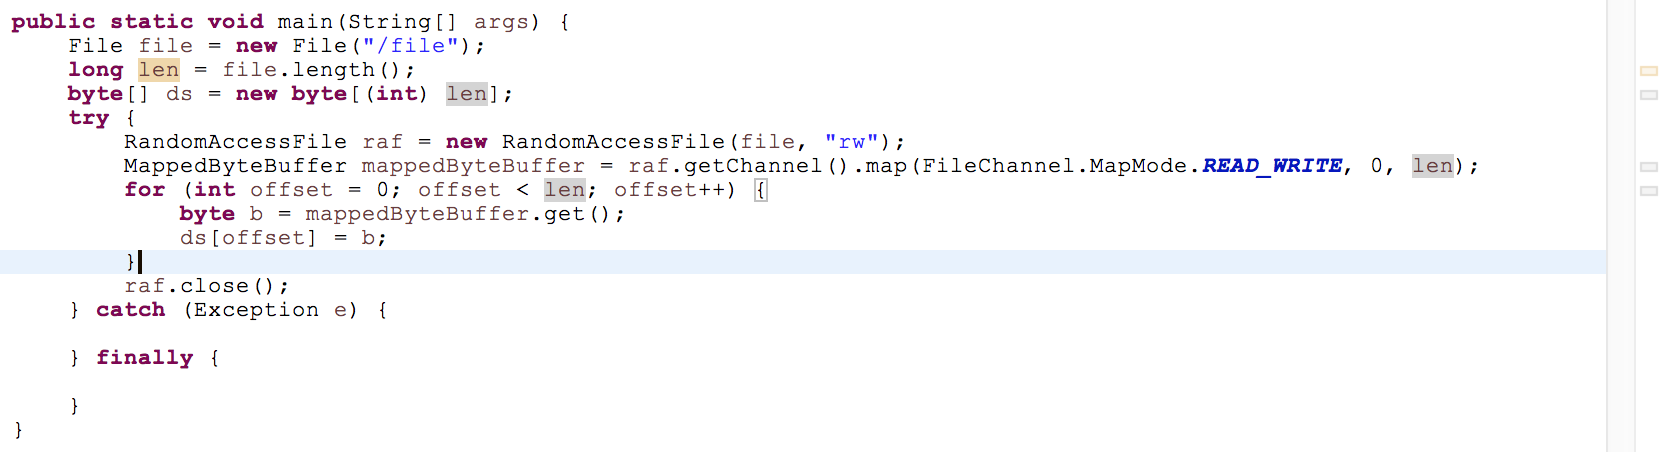 public static void main(String[] args) {
File file = new File("/file");
long len = file.length();
byte[] ds = new byte[(int) len];
try {
RandomAccessFile raf = new RandomAccessFile(file, "rw");
MappedByteBuffer mappedByteBuffer = raf.getChannel().map(FileChannel.MapMode.READ_WRITE, 0, len);
for (int offset = 0; offset < len; offset++) {
byte b = mappedByteBuffer.get();
ds[offset] = b;
}
raf.close();
} catch (Exception e) {
} finally {
}
}